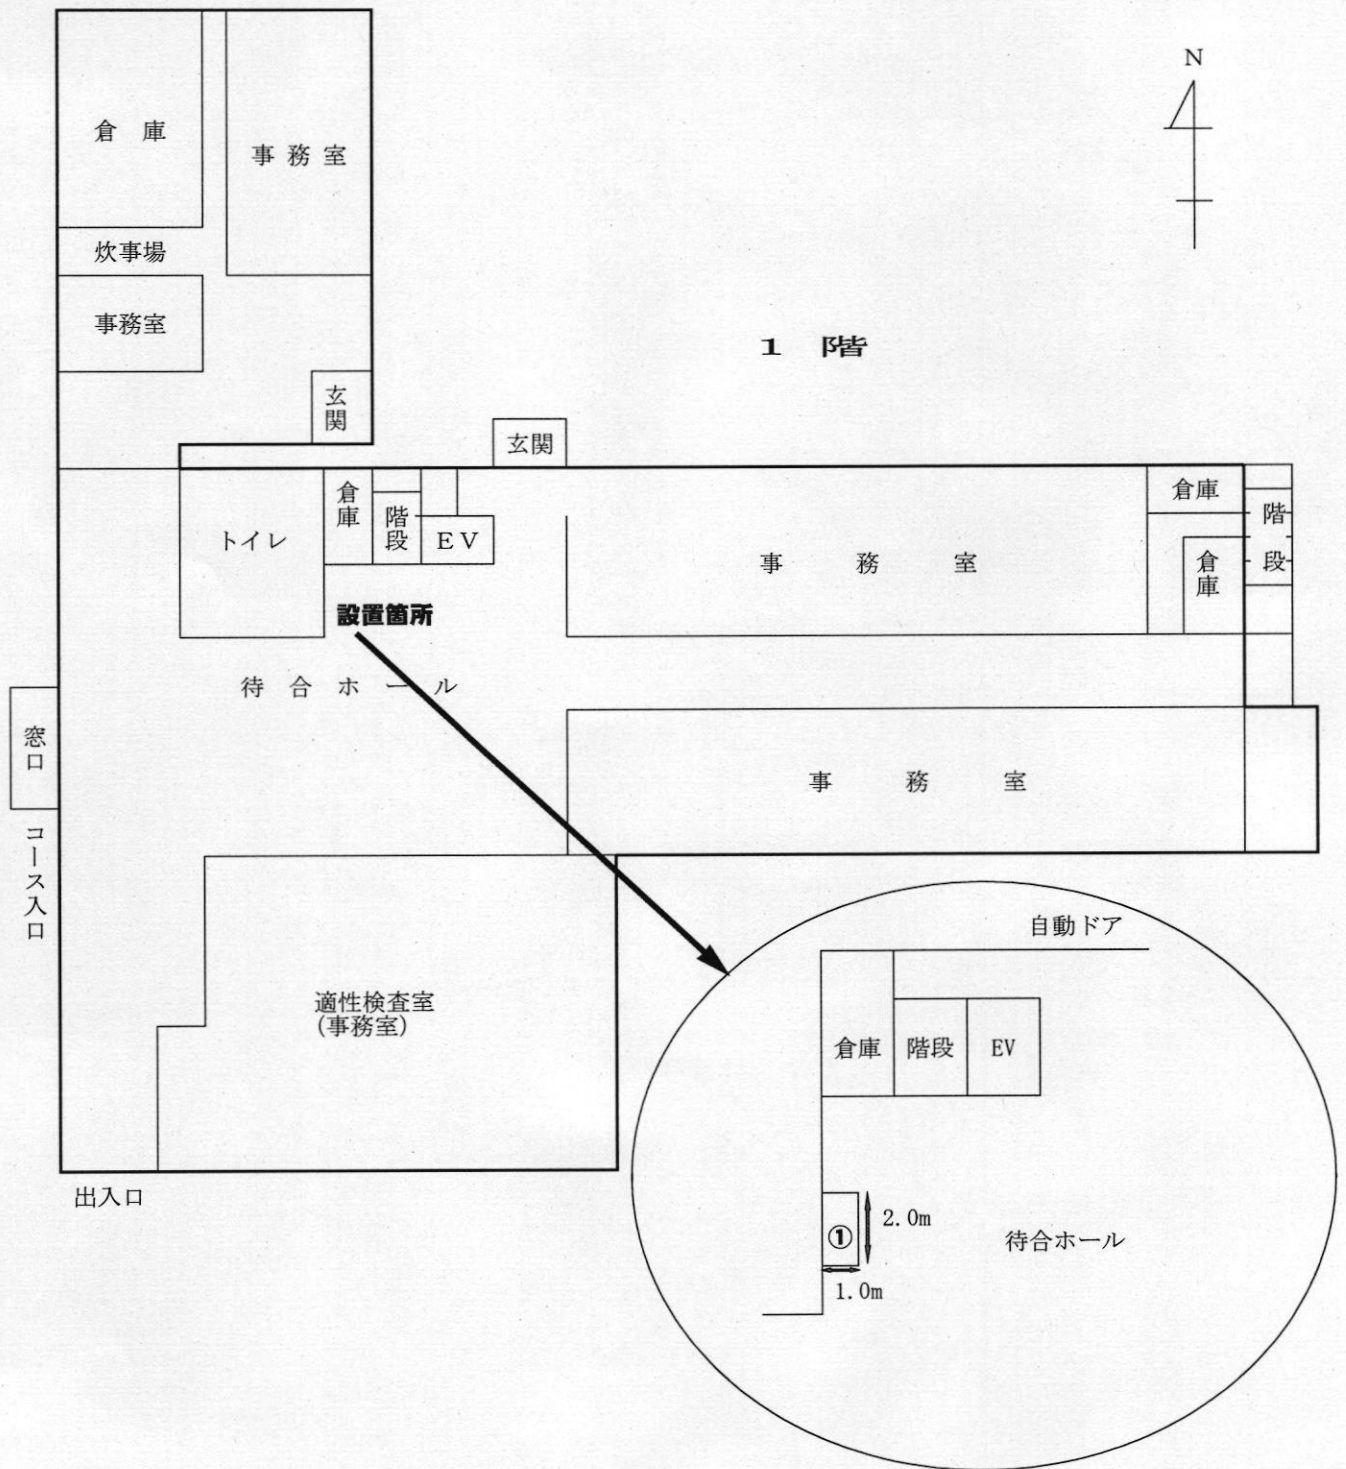 N
倉 庫
事 務 室
炊事場
事務室
1 階
玄関
玄関
トイレ
倉庫
階段
ＥＶ
倉庫
階段
倉庫
事 務 室
設置箇所
待 合 ホ ー ル
窓口
事 務 室
コース入口
自動ドア
適性検査室
(事務室)
倉庫
階段
EV
出入口
①
2.0m
待合ホール
1.0m